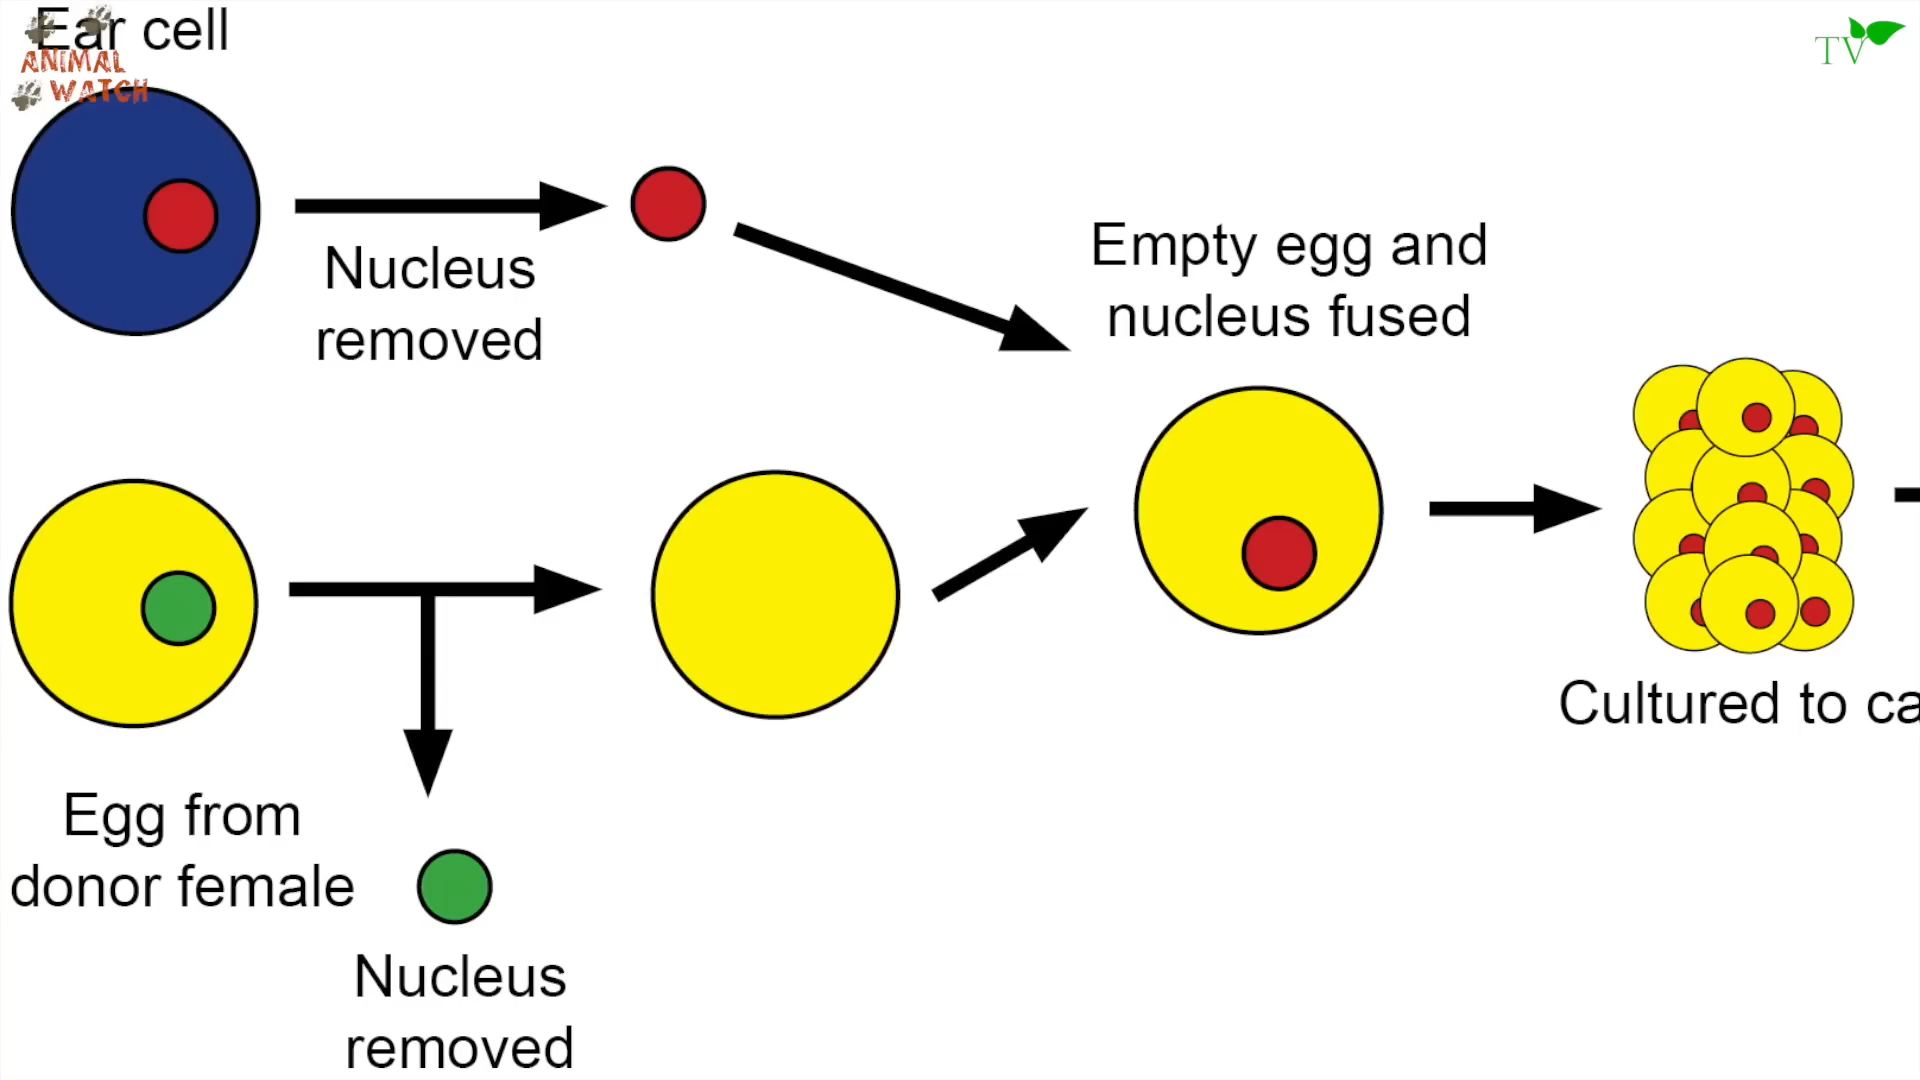 Ear cell
ANIMAL
WATCH
TV
Nucleus
removed
Empty egg and
nucleus fused
Cultured to ca
Egg from
donor female
Nucleus
removed